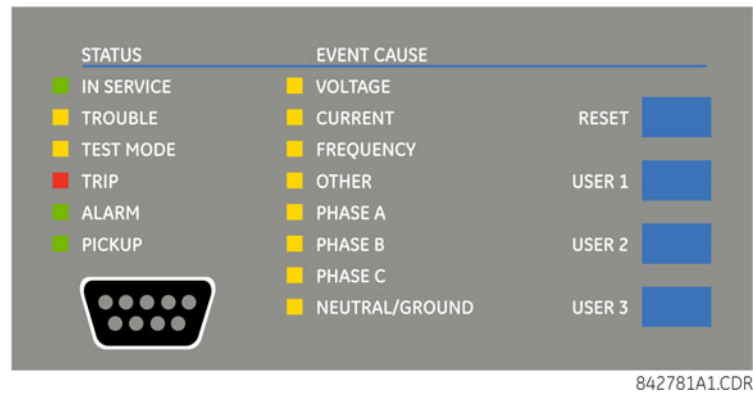 STATUS
IN SERVICE
TROUBLE
TEST MODE
TRIP
ALARM
PICKUP
EVENT CAUSE
VOLTAGE
CURRENT
FREQUENCY
OTHER
PHASE A
PHASE B
PHASE C
NEUTRAL/GROUND
RESET
USER 1
USER 2
USER 3
842781A1.CDR